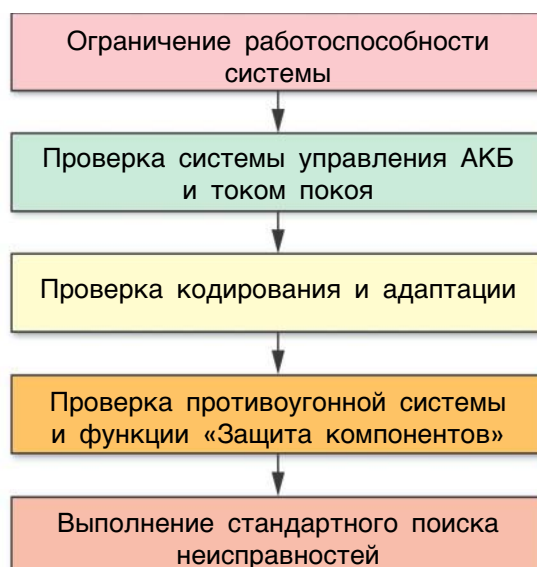 Ограничение работоспособности
системы
Проверка системы управления АКБ
и током покоя
Проверка кодирования и адаптации
Проверка противоугонной системы
и функции «Защита компонентов»
Выполнение стандартного поиска
неисправностей